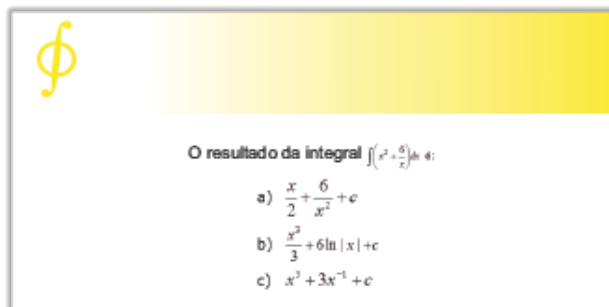 ∮
O resultado da integral ∫(x² + 6/x)dx é:
a) x/2 + 6/x² + c
b) x³/3 + 6ln|x|+c
c) x³ + 3x⁻¹ + c